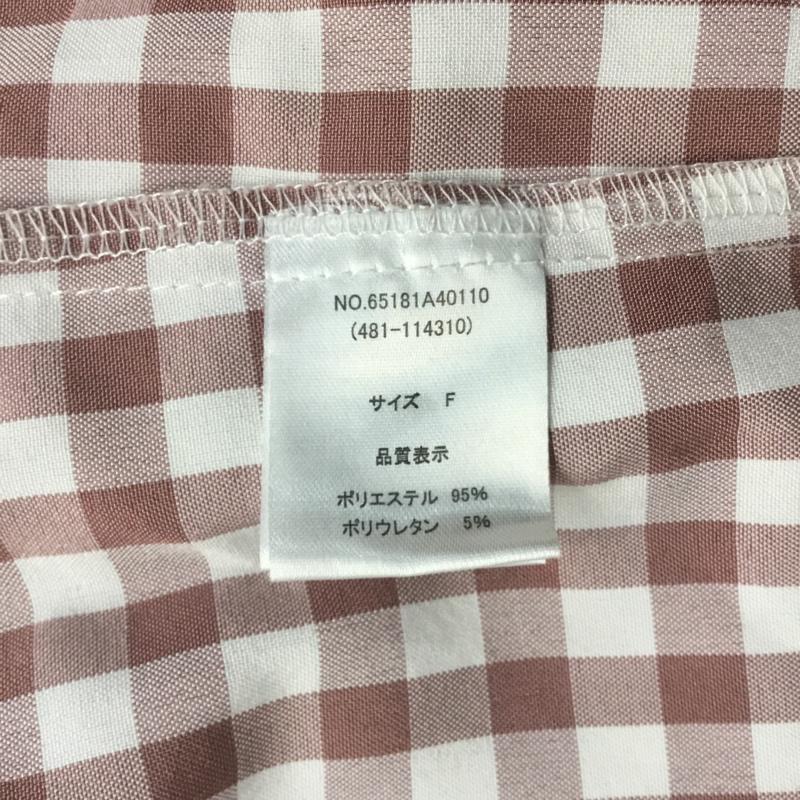 NO.65181A40110
(481-114310)
サイズ F
品質表示
ポリエステル 95%
ポリウレタン 5%